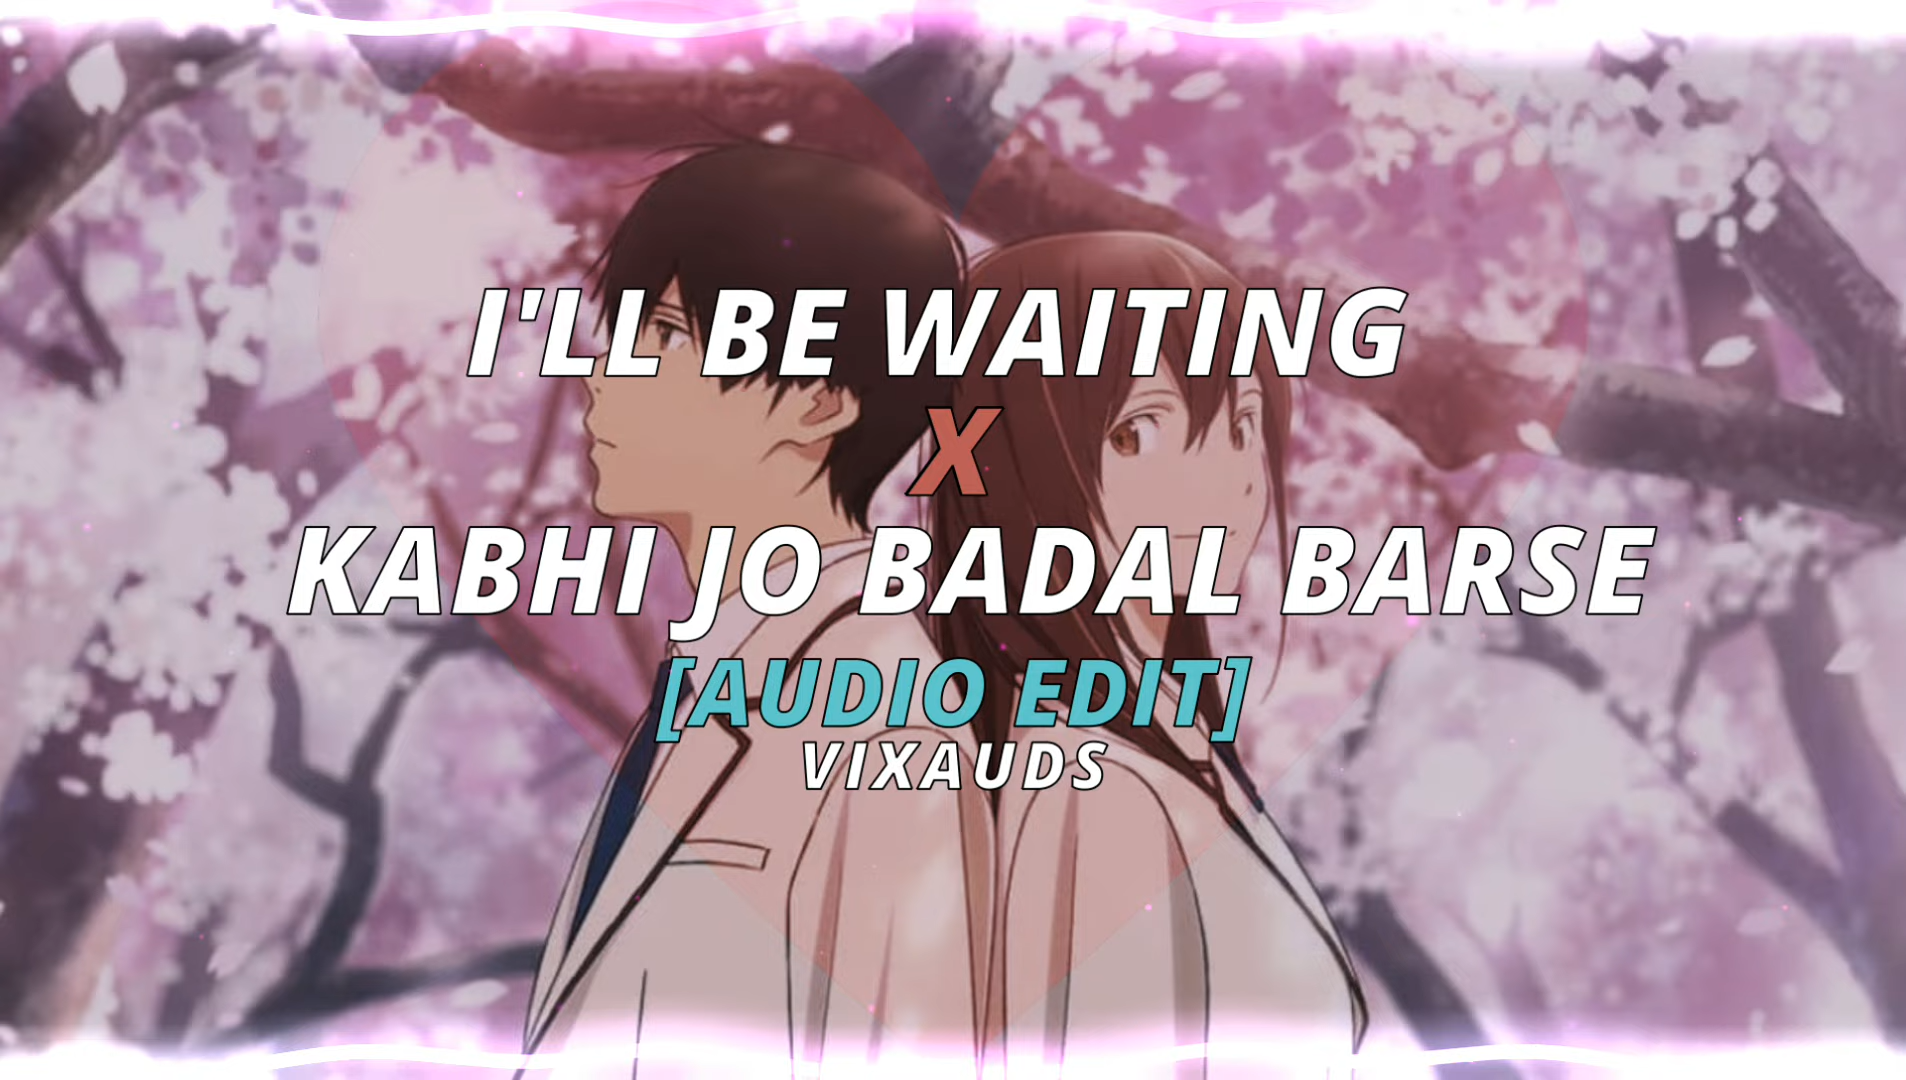 I'LL BE WAITING
X
KABHI JO BADAL BARSE
[AUDIO EDIT]
VIXAUDS